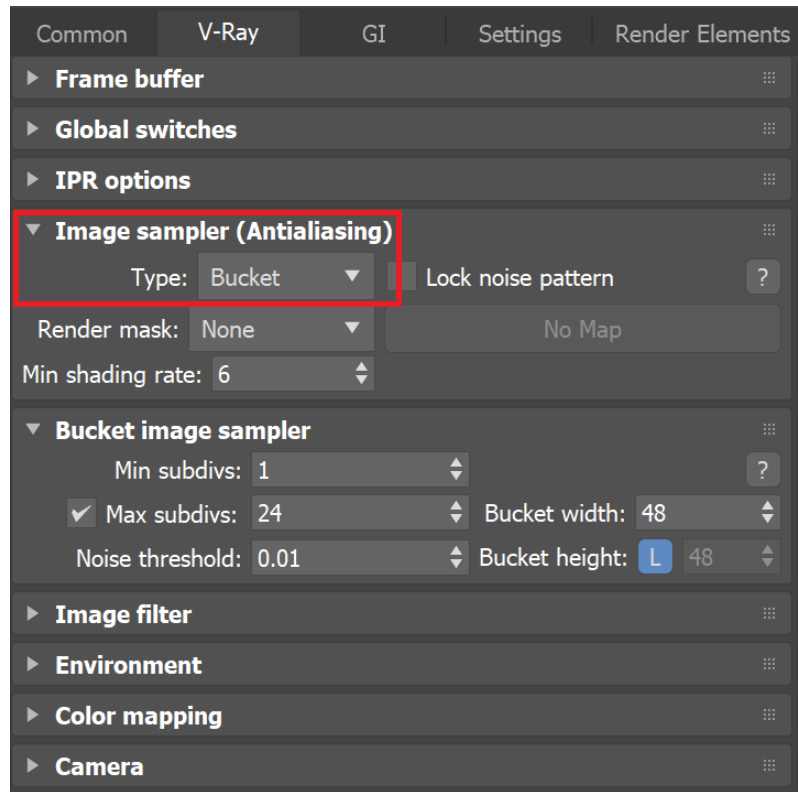 Common V-Ray GI Settings Render Elements
Frame buffer
Global switches
IPR options
Image sampler (Antialiasing)
Type: Bucket Lock noise pattern ?
Render mask: None No Map
Min shading rate: 6
Bucket image sampler
Min subdivs: 1 ?
Max subdivs: 24 Bucket width: 48
Noise threshold: 0.01 Bucket height: L 48
Image filter
Environment
Color mapping
Camera